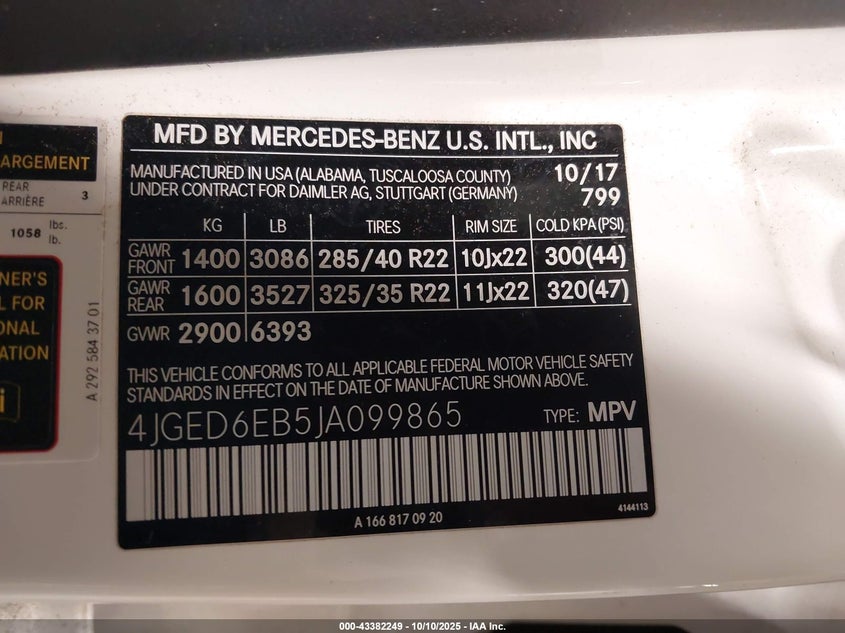 ARGEMENT
REAR
ARRIÈRE 3
1058 lbs.
lb.
NER'S
L FOR
ONAL
ATION
A 292 584 37 01
MFD BY MERCEDES-BENZ U.S. INTL., INC
MANUFACTURED IN USA (ALABAMA, TUSCALOOSA COUNTY) 10/17
UNDER CONTRACT FOR DAIMLER AG, STUTTGART (GERMANY) 799
KG LB TIRES RIM SIZE COLD KPA(PSI)
GAWR FRONT 1400 3086 285/40 R22 10Jx22 300(44)
GAWR REAR 1600 3527 325/35 R22 11Jx22 320(47)
GVWR 2900 6393
THIS VEHICLE CONFORMS TO ALL APPLICABLE FEDERAL MOTOR VEHICLE SAFETY
STANDARDS IN EFFECT ON THE DATE OF MANUFACTURE SHOWN ABOVE.
4JGED6EB5JA099865 TYPE: MPV
A 166 817 09 20
4144113
000-43382249 - 10/10/2025 - IAA Inc.